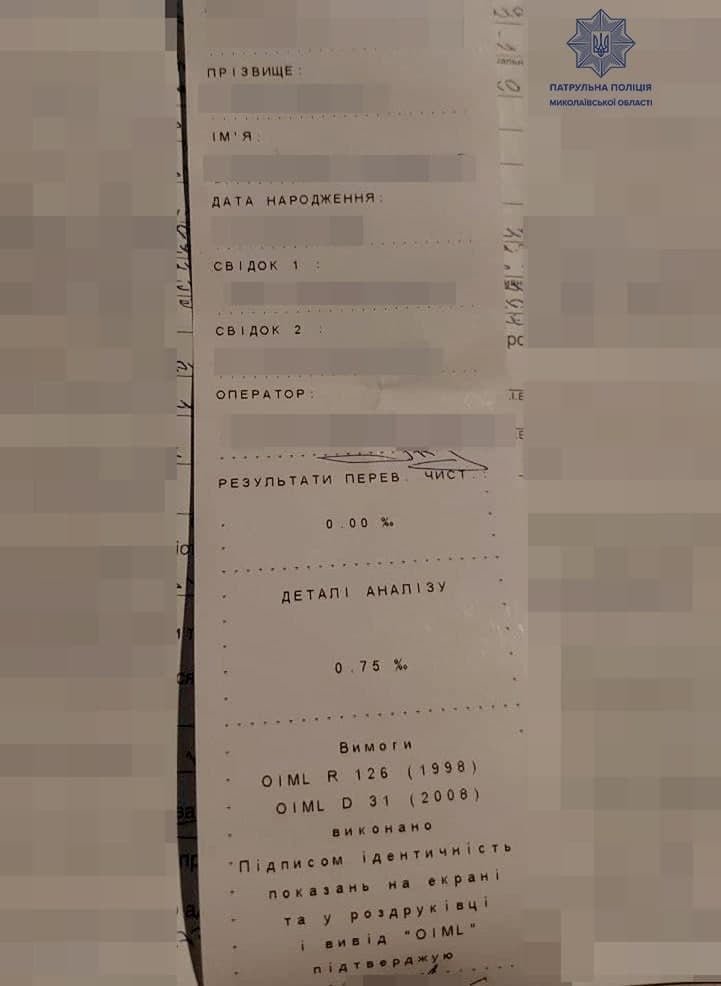 ПАТРУЛЬНА ПОЛІЦІЯ
МИКОЛАЇВСЬКОЇ ОБЛАСТІ
ПРІЗВИЩЕ:
ІМ'Я:
ДАТА НАРОДЖЕННЯ:
СВІДОК 1 :
СВІДОК 2 :
ОПЕРАТОР:
РЕЗУЛЬТАТИ ПЕРЕВ. ЧИСТ.:
0.00 ‰
ДЕТАЛІ АНАЛІЗУ
0.75 ‰
Вимоги
OIML R 126 (1998)
OIML D 31 (2008)
виконано
Підписом ідентичність
показань на екрані
та у роздруківці
і вивід "OIML"
підтверджую